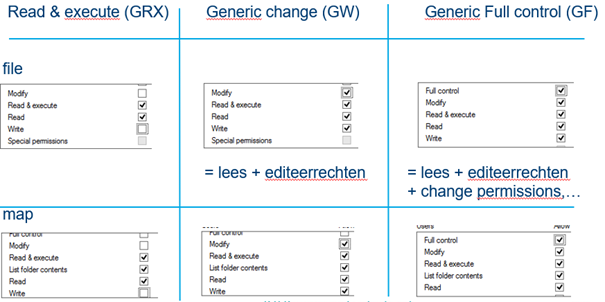 Read & execute (GRX)
Generic change (GW)
Generic Full control (GF)
file
Modify
Read & execute
Read
Write
Special permissions
Modify
Read & execute
Read
Write
Special permissions
Full control
Modify
Read & execute
Read
Write
= lees + editeerrechten
= lees + editeerrechten
+ change permissions,...
map
Full control
Modify
Read & execute
List folder contents
Read
Write
Full control
Modify
Read & execute
List folder contents
Read
Users
Allow
Full control
Modify
Read & execute
List folder contents
Read